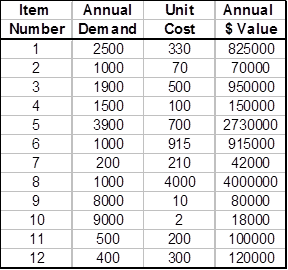 Item Annual Unit Annual
Number Demand Cost $ Value
1 2500 330 825000
2 1000 70 70000
3 1900 500 950000
4 1500 100 150000
5 3900 700 2730000
6 1000 915 915000
7 200 210 42000
8 1000 4000 4000000
9 8000 10 80000
10 9000 2 18000
11 500 200 100000
12 400 300 120000